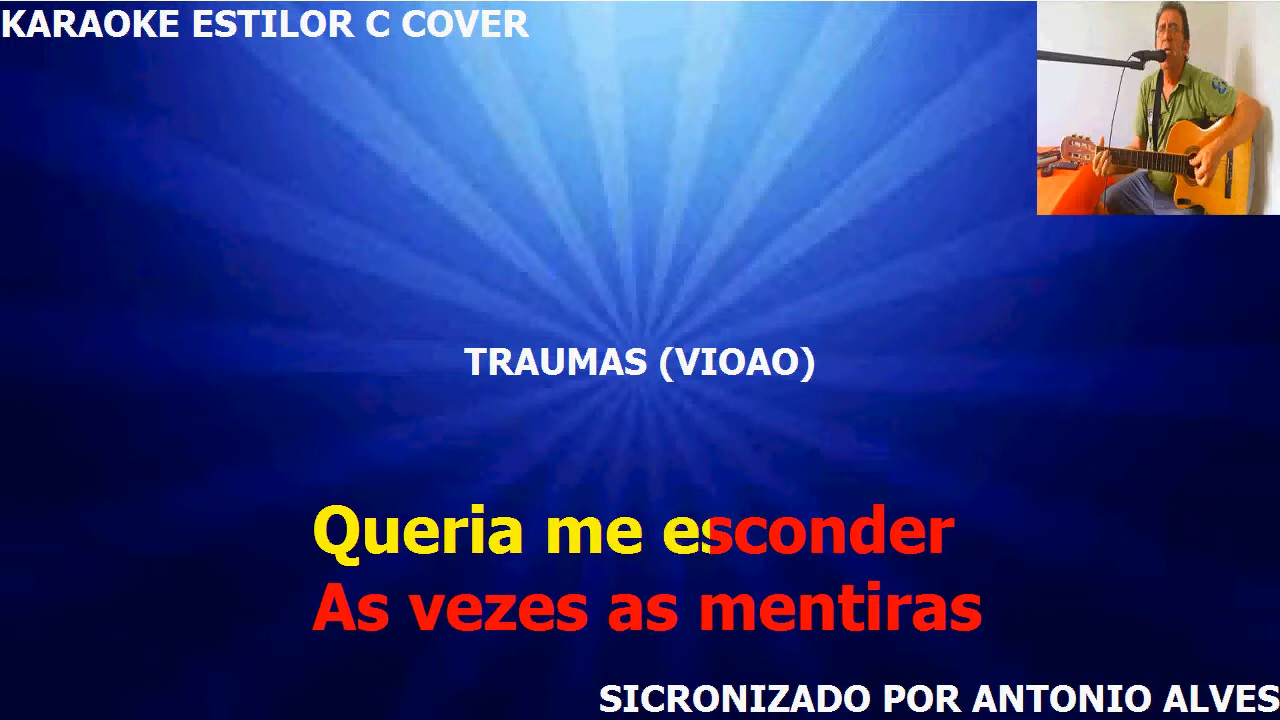 KARAOKE ESTILOR C COVER
TRAUMAS (VIOAO)
Queria me esconder
As vezes as mentiras
SICRONIZADO POR ANTONIO ALVES